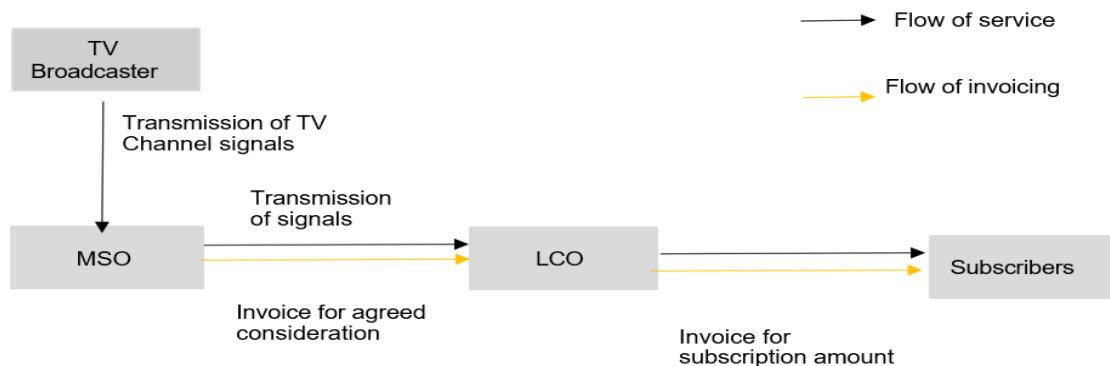 Flow of service
TV
Broadcaster
Flow of invoicing
Transmission of TV
Channel signals
Transmission
of signals
MSO
LCO
Subscribers
Invoice for agreed
consideration
Invoice for
subscription amount